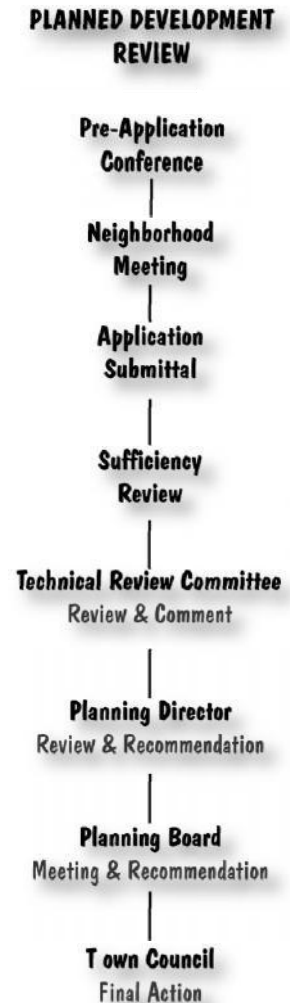 PLANNED DEVELOPMENT
REVIEW
Pre-Application
Conference
Neighborhood
Meeting
Application
Submittal
Sufficiency
Review
Technical Review Committee
Review & Comment
Planning Director
Review & Recommendation
Planning Board
Meeting & Recommendation
T own Council
Final Action